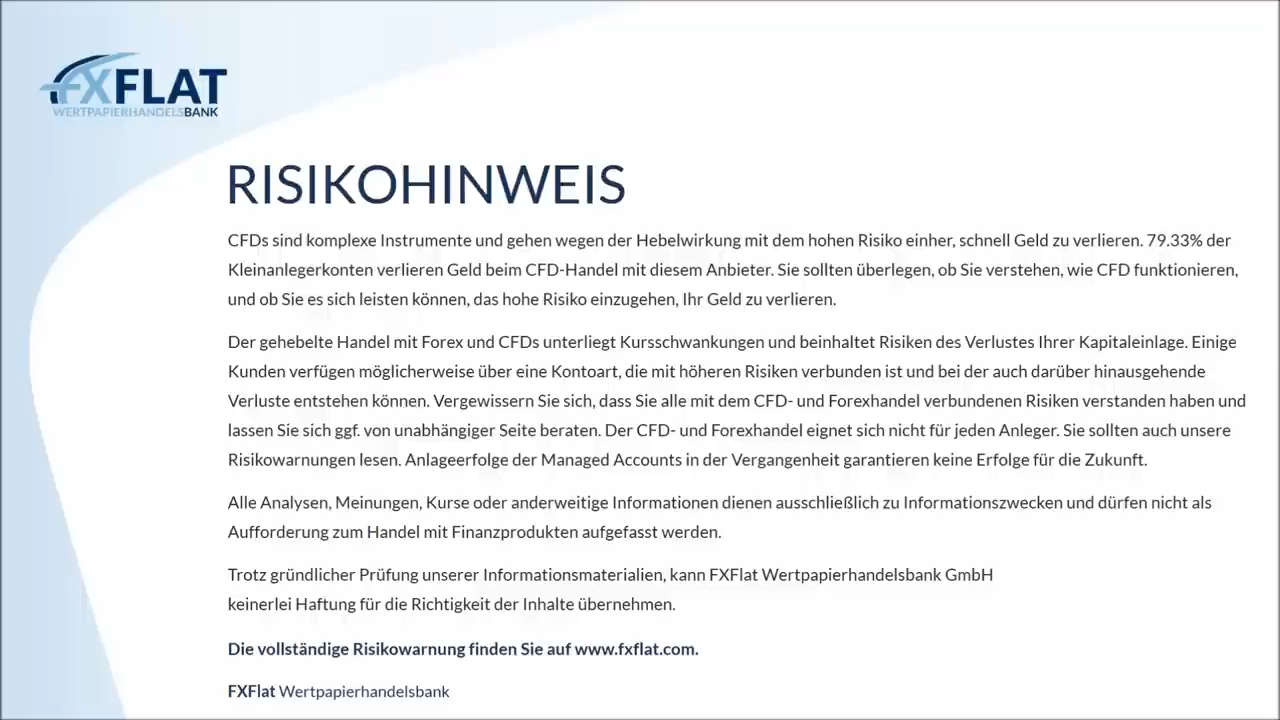 FXFLAT
WERTPAPIERHANDELSBANK
RISIKOHINWEIS
CFDs sind komplexe Instrumente und gehen wegen der Hebelwirkung mit dem hohen Risiko einher, schnell Geld zu verlieren. 79.33% der
Kleinanlegerkonten verlieren Geld beim CFD-Handel mit diesem Anbieter. Sie sollten überlegen, ob Sie verstehen, wie CFD funktionieren,
und ob Sie es sich leisten können, das hohe Risiko einzugehen, Ihr Geld zu verlieren.
Der gehebelte Handel mit Forex und CFDs unterliegt Kursschwankungen und beinhaltet Risiken des Verlustes Ihrer Kapitaleinlage. Einige
Kunden verfügen möglicherweise über eine Kontoart, die mit höheren Risiken verbunden ist und bei der auch darüber hinausgehende
Verluste entstehen können. Vergewissern Sie sich, dass Sie alle mit dem CFD- und Forexhandel verbundenen Risiken verstanden haben und
lassen Sie sich ggf. von unabhängiger Seite beraten. Der CFD- und Forexhandel eignet sich nicht für jeden Anleger. Sie sollten auch unsere
Risikowarnungen lesen. Anlageerfolge der Managed Accounts in der Vergangenheit garantieren keine Erfolge für die Zukunft.
Alle Analysen, Meinungen, Kurse oder anderweitige Informationen dienen ausschließlich zu Informationszwecken und dürfen nicht als
Aufforderung zum Handel mit Finanzprodukten aufgefasst werden.
Trotz gründlicher Prüfung unserer Informationsmaterialien, kann FXFlat Wertpapierhandelsbank GmbH
keinerlei Haftung für die Richtigkeit der Inhalte übernehmen.
Die vollständige Risikowarnung finden Sie auf www.fxflat.com.
FXFlat Wertpapierhandelsbank